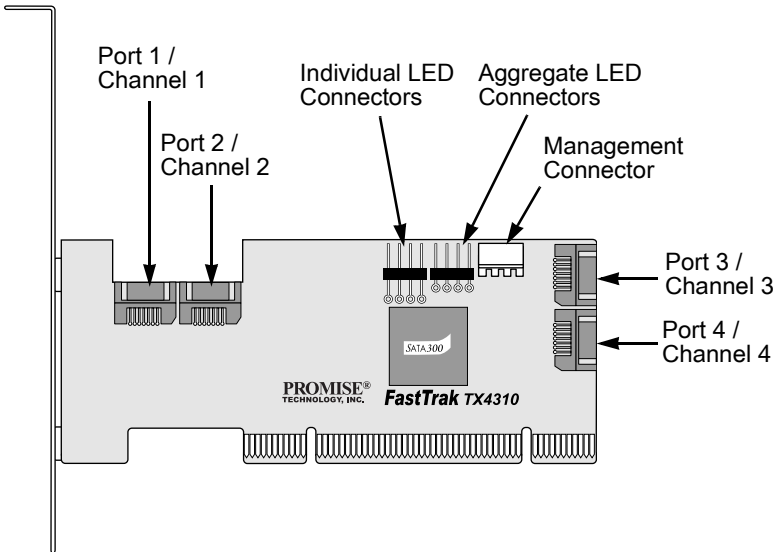 Port 1 /
Channel 1
Port 2 /
Channel 2
Individual LED
Connectors
Aggregate LED
Connectors
Management
Connector
Port 3 /
Channel 3
Port 4 /
Channel 4
SATA300
PROMISE®
TECHNOLOGY, INC.
FastTrak TX4310